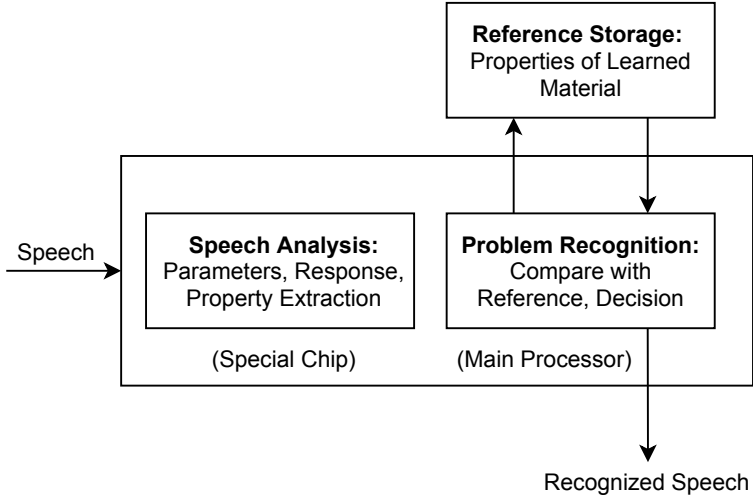 Reference Storage:
Properties of Learned
Material
Speech
Speech Analysis:
Parameters, Response,
Property Extraction
Problem Recognition:
Compare with
Reference, Decision
(Special Chip)
(Main Processor)
Recognized Speech